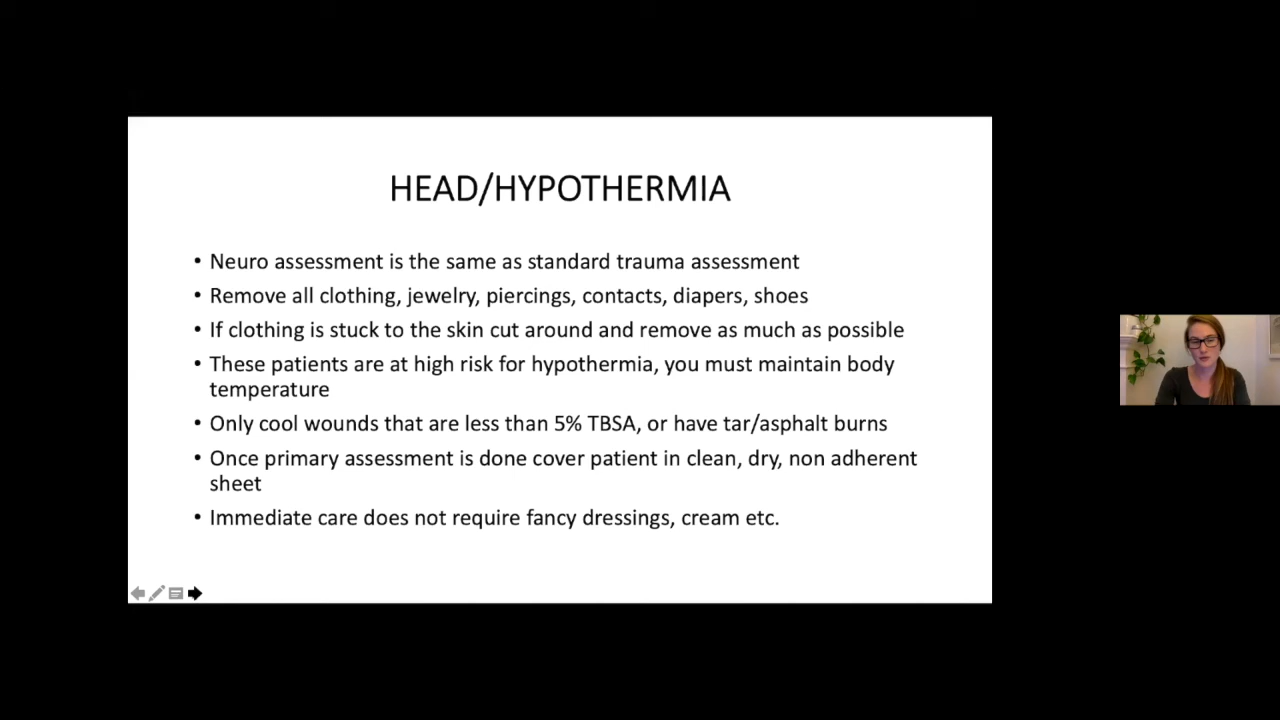 HEAD/HYPOTHERMIA
• Neuro assessment is the same as standard trauma assessment
• Remove all clothing, jewelry, piercings, contacts, diapers, shoes
• If clothing is stuck to the skin cut around and remove as much as possible
• These patients are at high risk for hypothermia, you must maintain body
temperature
• Only cool wounds that are less than 5% TBSA, or have tar/asphalt burns
• Once primary assessment is done cover patient in clean, dry, non adherent
sheet
• Immediate care does not require fancy dressings, cream etc.